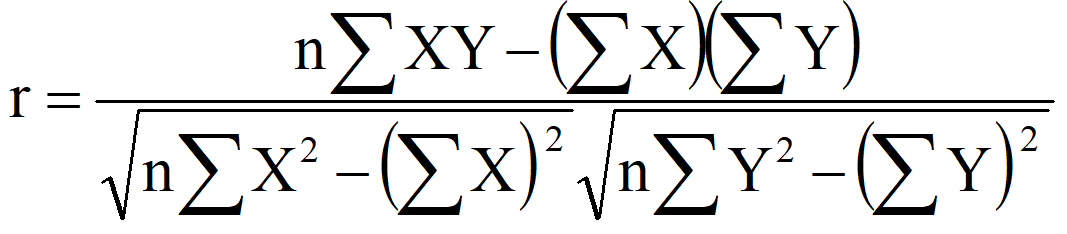 r = n∑XY – (∑X)(∑Y) / √(n∑X² – (∑X)²) √(n∑Y² – (∑Y)²)